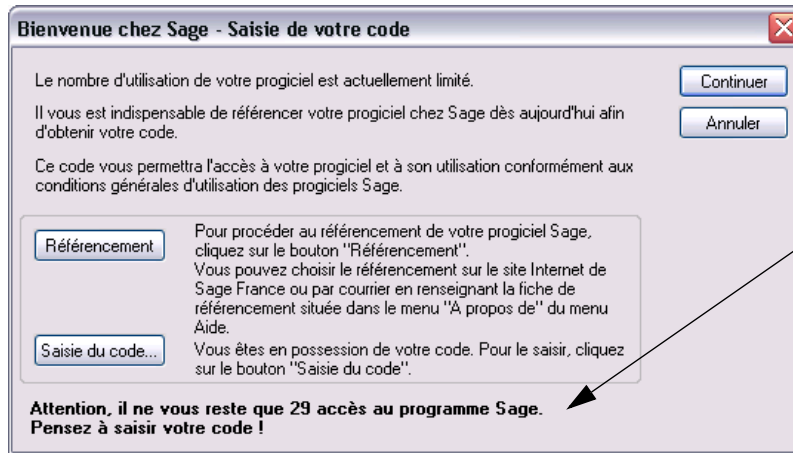 Bienvenue chez Sage - Saisie de votre code
Le nombre d'utilisation de votre progiciel est actuellement limité.
Continuer
Il vous est indispensable de référencer votre progiciel chez Sage dès aujourd'hui afin
d'obtenir votre code.
Annuler
Ce code vous permettra l'accès à votre progiciel et à son utilisation conformément aux
conditions générales d'utilisation des progiciels Sage.
Référencement
Pour procéder au référencement de votre progiciel Sage,
cliquez sur le bouton "Référencement".
Vous pouvez choisir le référencement sur le site Internet de
Sage France ou par courrier en renseignant la fiche de
référencement située dans le menu "A propos de" du menu
Aide.
Saisie du code...
Vous êtes en possession de votre code. Pour le saisir, cliquez
sur le bouton "Saisie du code".
Attention, il ne vous reste que 29 accès au programme Sage.
Pensez à saisir votre code !